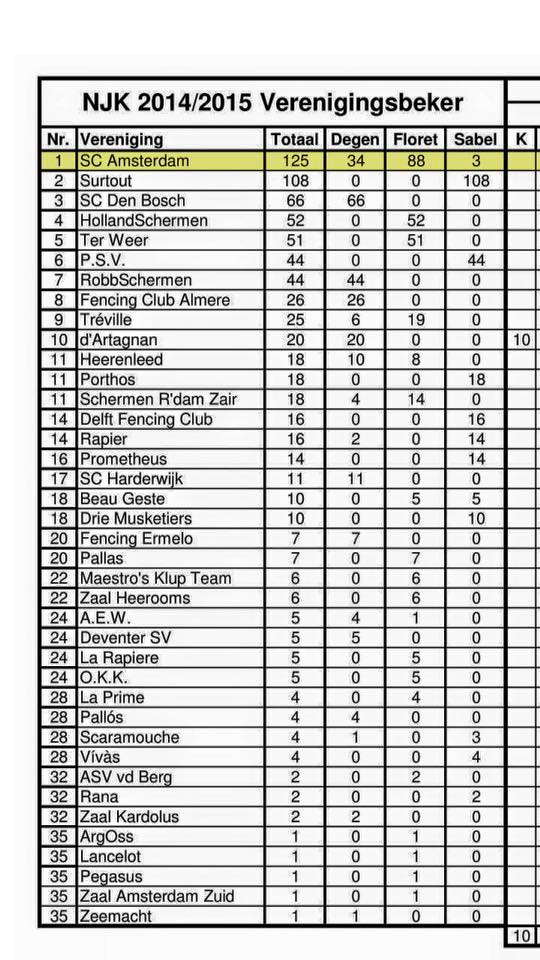 NJK 2014/2015 Verenigingsbeker
Nr. Vereniging Totaal Degen Floret Sabel K
1 SC Amsterdam 125 34 88 3
2 Surtout 108 0 0 108
3 SC Den Bosch 66 66 0 0
4 HollandSchermen 52 0 52 0
5 Ter Weer 51 0 51 0
6 P.S.V. 44 0 0 44
7 RobbSchermen 44 44 0 0
8 Fencing Club Almere 26 26 0 0
9 Tréville 25 6 19 0
10 d'Artagnan 20 20 0 0 10
11 Heerenleed 18 10 8 0
11 Porthos 18 0 0 18
11 Schermen R'dam Zair 18 4 14 0
14 Delft Fencing Club 16 0 0 16
14 Rapier 16 2 0 14
16 Prometheus 14 0 0 14
17 SC Harderwijk 11 11 0 0
18 Beau Geste 10 0 5 5
18 Drie Musketiers 10 0 0 10
20 Fencing Ermelo 7 7 0 0
20 Pallas 7 0 7 0
22 Maestro's Klup Team 6 0 6 0
22 Zaal Heerooms 6 0 6 0
24 A.E.W. 5 4 1 0
24 Deventer SV 5 5 0 0
24 La Rapiere 5 0 5 0
24 O.K.K. 5 0 5 0
28 La Prime 4 0 4 0
28 Pallós 4 4 0 0
28 Scaramouche 4 1 0 3
28 Vívàs 4 0 0 4
32 ASV vd Berg 2 0 2 0
32 Rana 2 0 0 2
32 Zaal Kardolus 2 2 0 0
35 ArgOss 1 0 1 0
35 Lancelot 1 0 1 0
35 Pegasus 1 0 1 0
35 Zaal Amsterdam Zuid 1 0 1 0
35 Zeemacht 1 1 0 0
10